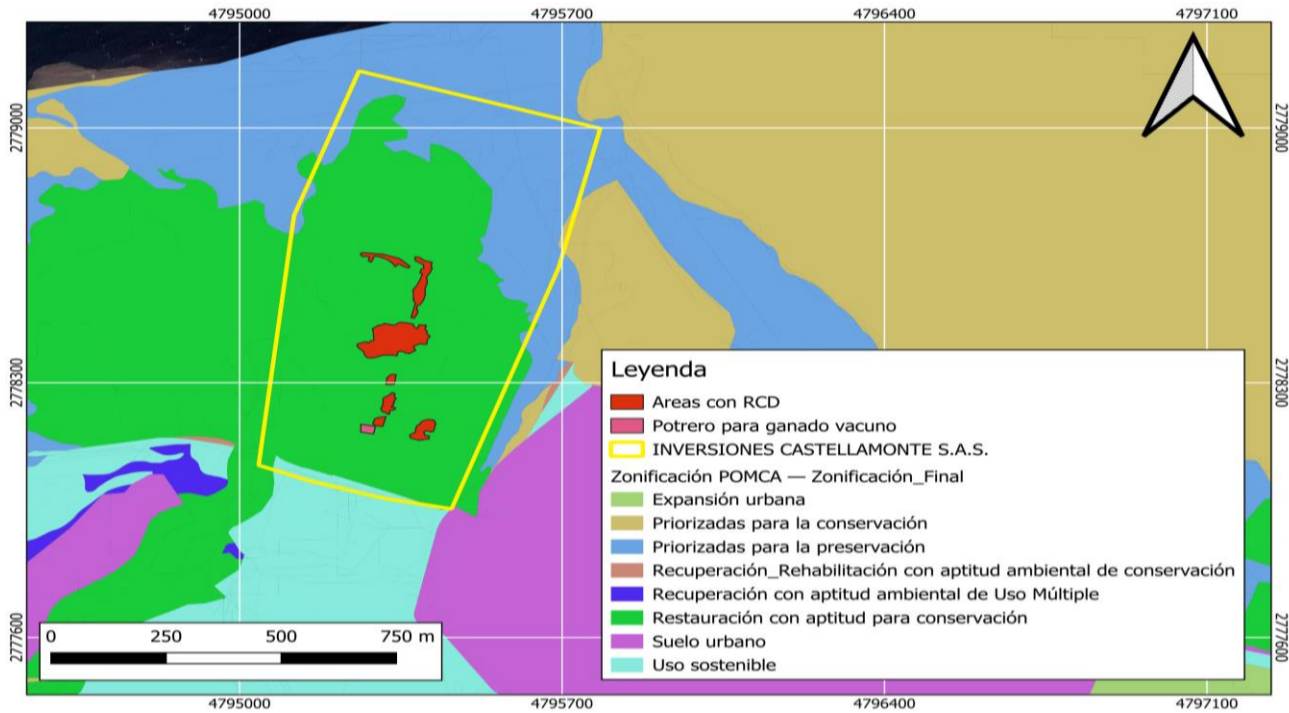 4795000 4795700 4796400 4797100
2779000 2779000
2778300 2778300
Leyenda
Areas con RCD
Potrero para ganado vacuno
INVERSIONES CASTELLAMONTE S.A.S.
Zonificación POMCA — Zonificación_Final
Expansión urbana
Priorizadas para la conservación
Priorizadas para la preservación
Recuperación_Rehabilitación con aptitud ambiental de conservación
Recuperación con aptitud ambiental de Uso Múltiple
Restauración con aptitud para conservación
Suelo urbano
Uso sostenible
2777600 2777600
0 250 500 750 m
4795000 4795700 4796400 4797100